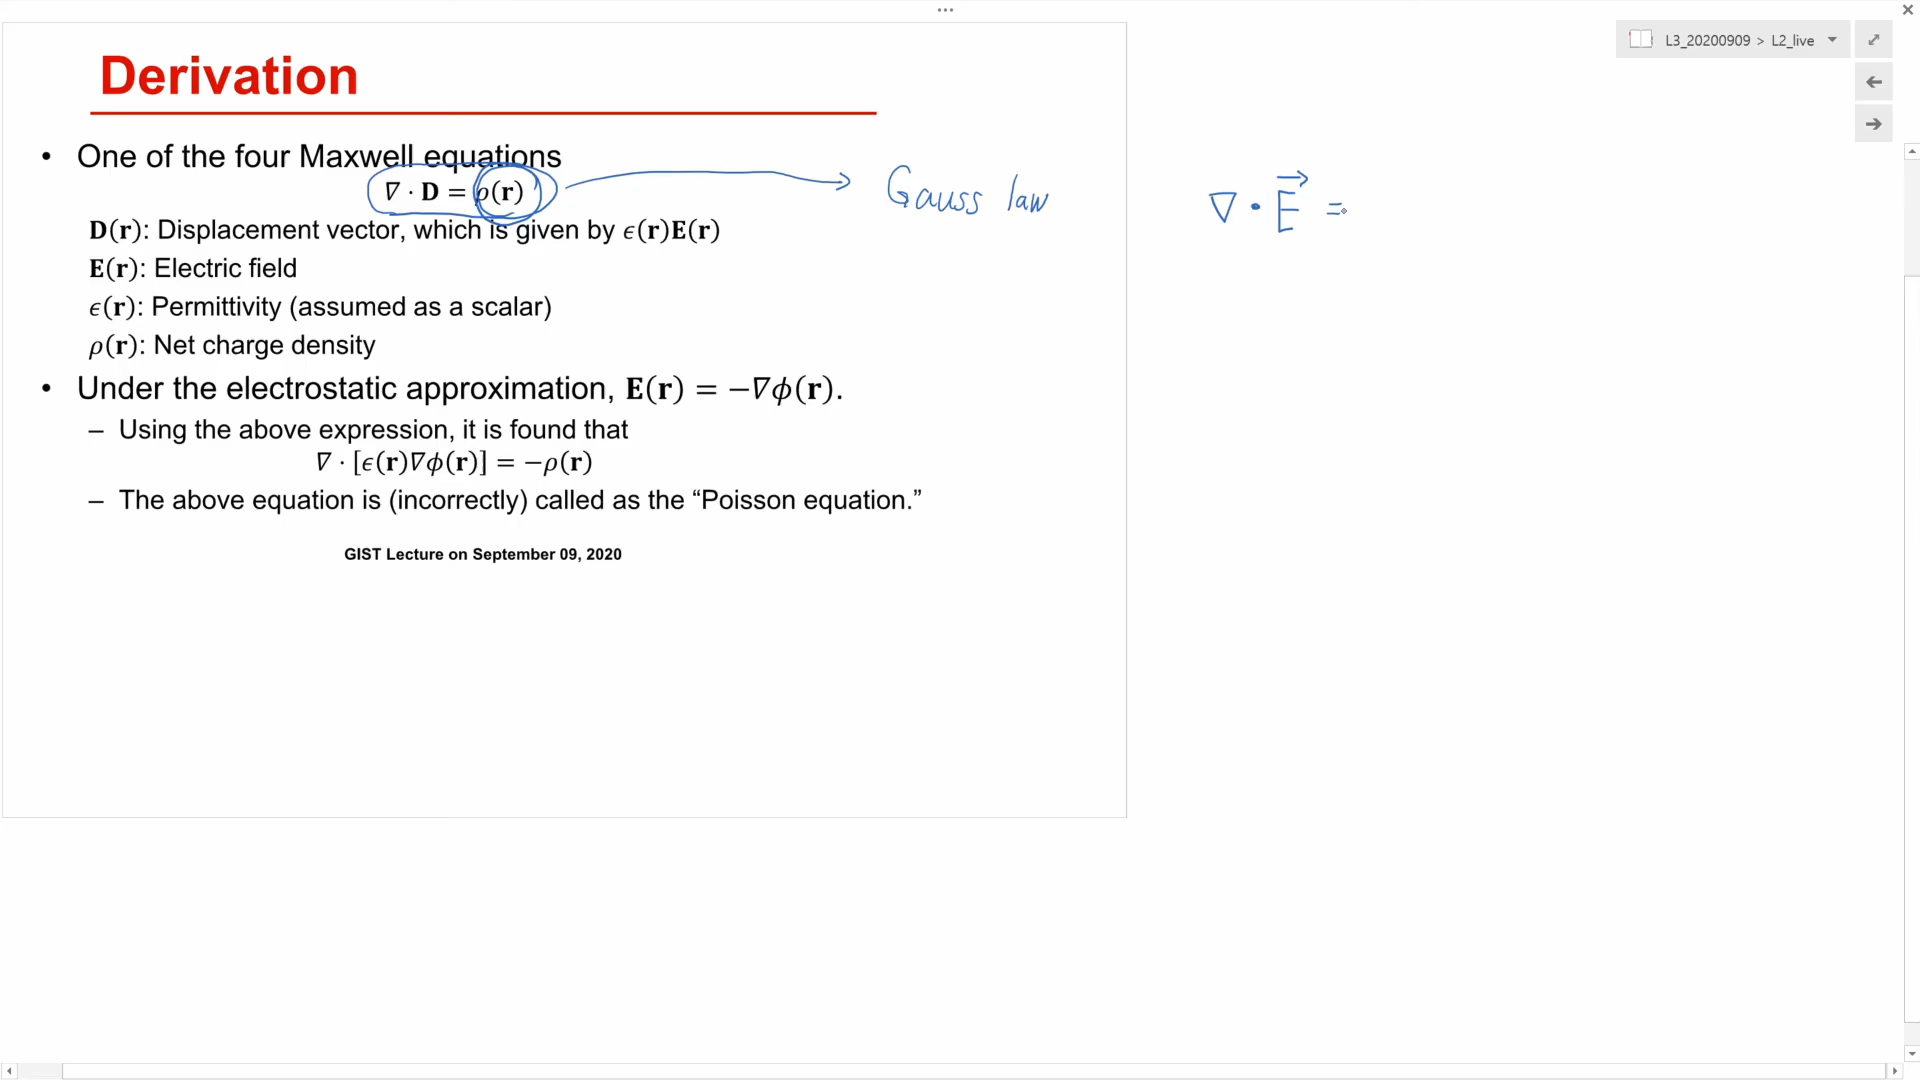 L3_20200909 > L2_live
Derivation
• One of the four Maxwell equations
∇ · D = ρ(r)
Gauss law
∇ · E⃗ =
D(r): Displacement vector, which is given by ϵ(r)E(r)
E(r): Electric field
ϵ(r): Permittivity (assumed as a scalar)
ρ(r): Net charge density
• Under the electrostatic approximation, E(r) = −∇ϕ(r).
– Using the above expression, it is found that
∇ · [ϵ(r)∇ϕ(r)] = −ρ(r)
– The above equation is (incorrectly) called as the “Poisson equation.”
GIST Lecture on September 09, 2020